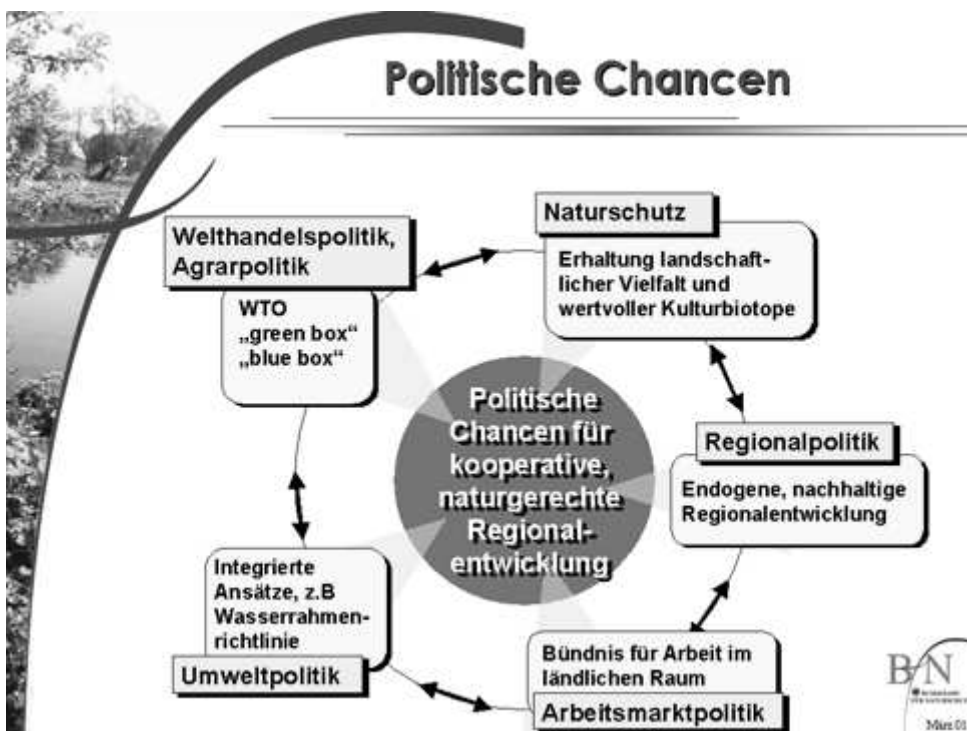 Politische Chancen
Welthandelspolitik,
Agrarpolitik
WTO
„green box“
„blue box“
Naturschutz
Erhaltung landschaft-
licher Vielfalt und
wertvoller Kulturbiotope
Politische
Chancen für
kooperative,
naturgerechte
Regional-
entwicklung
Regionalpolitik
Endogene, nachhaltige
Regionalentwicklung
Integrierte
Ansätze, z.B
Wasserrahmen-
richtlinie
Umweltpolitik
Bündnis für Arbeit im
ländlichen Raum
Arbeitsmarktpolitik
BfN
März 01